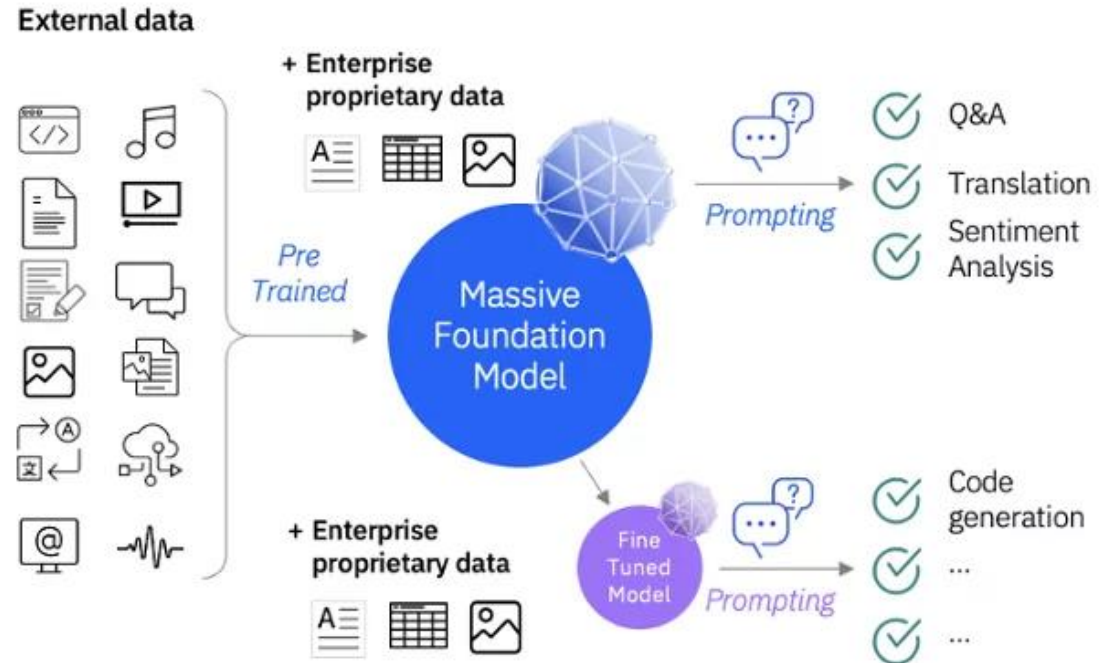 External data
+ Enterprise
proprietary data
</>
A
?
Q&A
Prompting
Translation
Sentiment
Analysis
Pre
Trained
Massive
Foundation
Model
A
文
@
+ Enterprise
proprietary data
A
Fine
Tuned
Model
?
Prompting
Code
generation
...
...